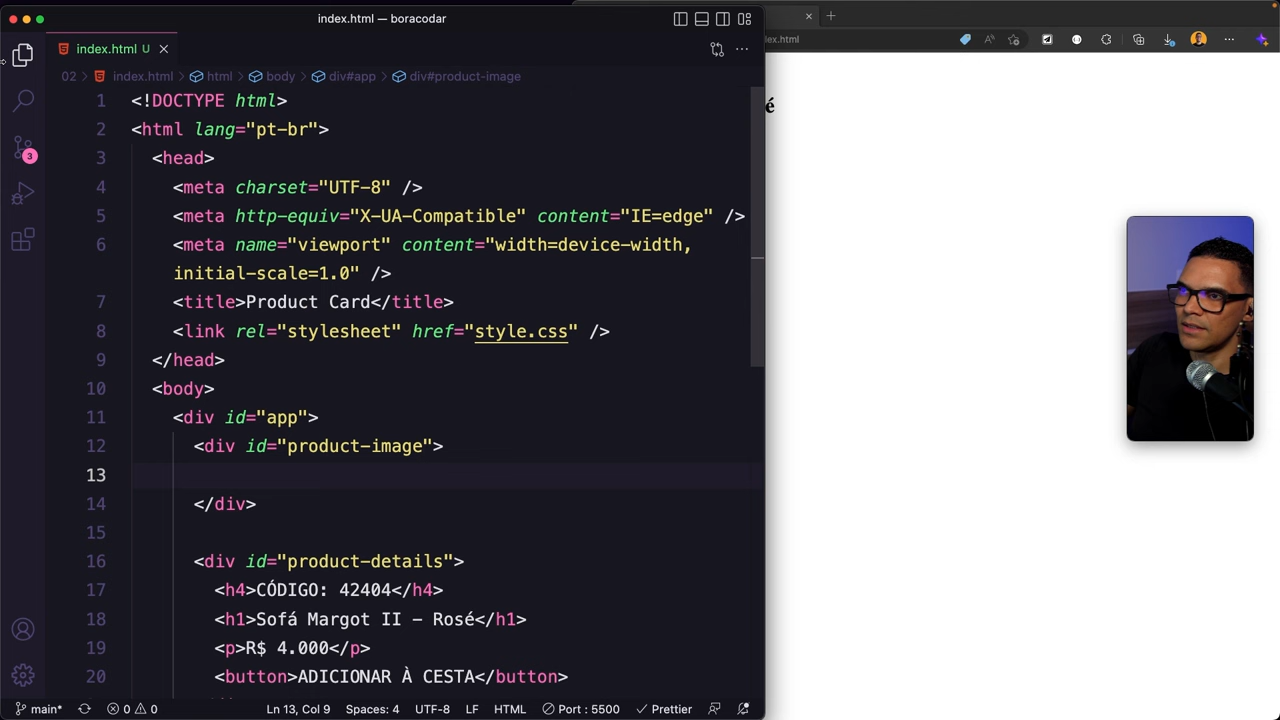 index.html — boracodar
index.html U
ml.html
02 index.html html body div#app div#product-image
1 <!DOCTYPE html>
2 <html lang="pt-br">
3 <head>
4 <meta charset="UTF-8" />
5 <meta http-equiv="X-UA-Compatible" content="IE=edge" />
6 <meta name="viewport" content="width=device-width,
initial-scale=1.0" />
7 <title>Product Card</title>
8 <link rel="stylesheet" href="style.css" />
9 </head>
10 <body>
11 <div id="app">
12 <div id="product-image">
13
14 </div>
15
16 <div id="product-details">
17 <h4>CÓDIGO: 42404</h4>
18 <h1>Sofá Margot II - Rosé</h1>
19 <p>R$ 4.000</p>
20 <button>ADICIONAR À CESTA</button>
é
3
main* 0 0 Ln 13, Col 9 Spaces: 4 UTF-8 LF HTML Port : 5500 Prettier